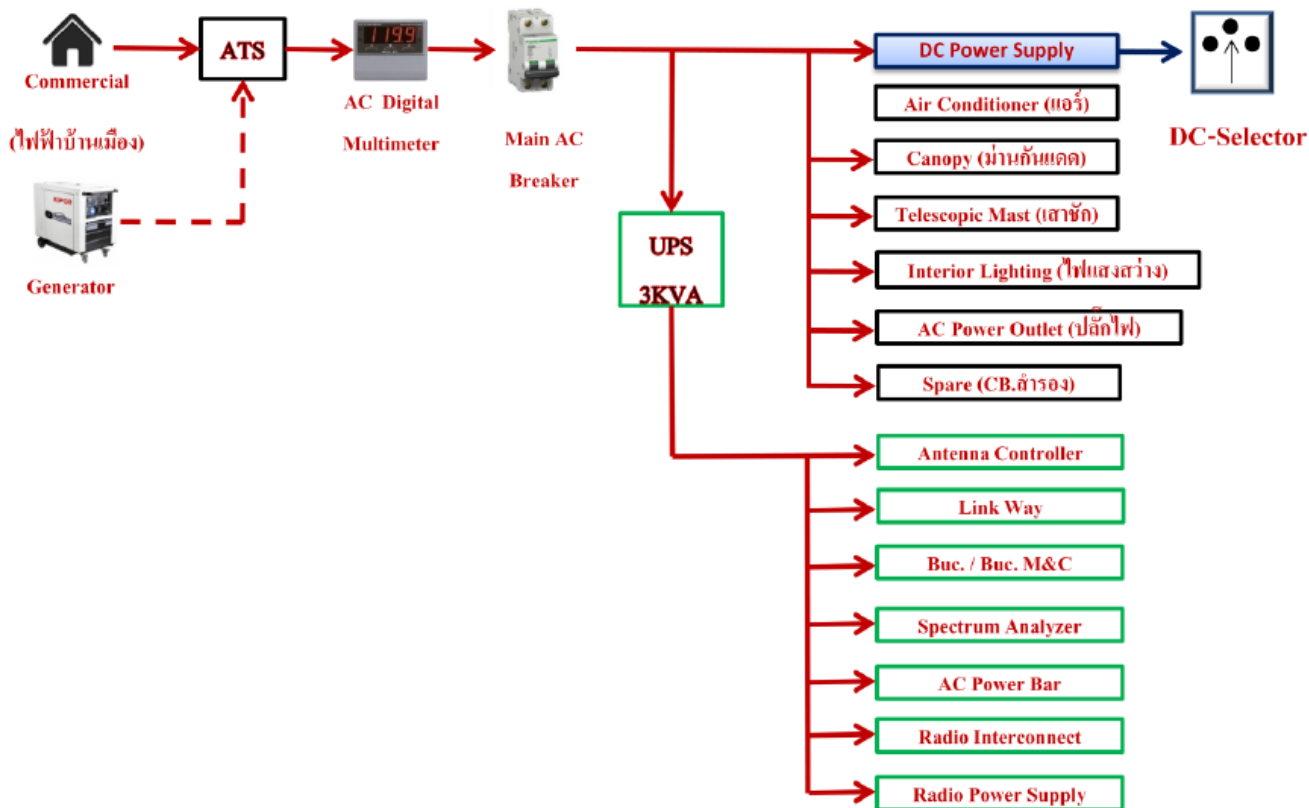 Commercial
(ไฟฟ้าบ้านเมือง)
KIPOR
Generator
ATS
119.9
AC Digital
Multimeter
Main AC
Breaker
UPS
3KVA
DC Power Supply
DC-Selector
Air Conditioner (แอร์)
Canopy (ม่านกันแดด)
Telescopic Mast (เสาชัก)
Interior Lighting (ไฟแสงสว่าง)
AC Power Outlet (ปลั๊กไฟ)
Spare (CB.สำรอง)
Antenna Controller
Link Way
Buc. / Buc. M&C
Spectrum Analyzer
AC Power Bar
Radio Interconnect
Radio Power Supply